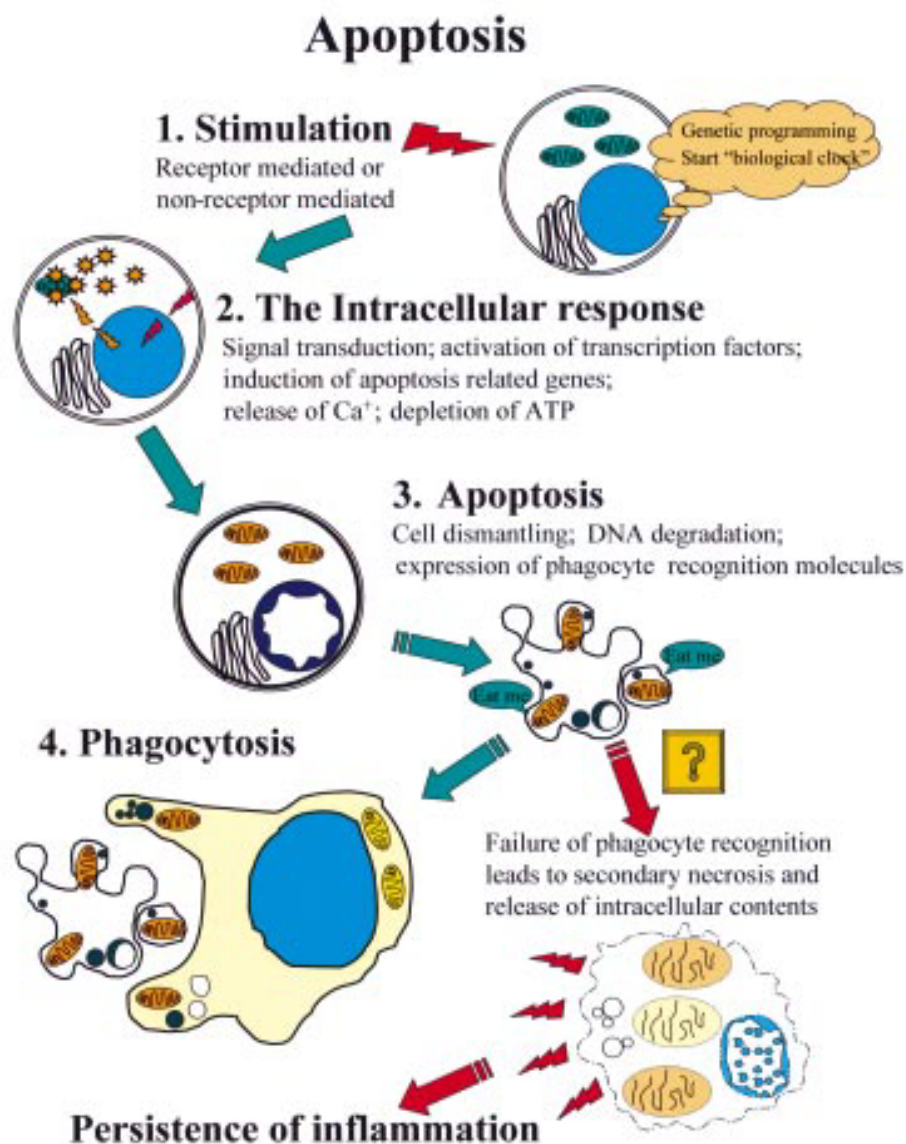 Apoptosis
1. Stimulation
Receptor mediated or
non-receptor mediated
Genetic programming
Start “biological clock”
2. The Intracellular response
Signal transduction; activation of transcription factors;
induction of apoptosis related genes;
release of Ca⁺; depletion of ATP
3. Apoptosis
Cell dismantling; DNA degradation;
expression of phagocyte recognition molecules
Eat me
Eat me
4. Phagocytosis
?
Failure of phagocyte recognition
leads to secondary necrosis and
release of intracellular contents
Persistence of inflammation